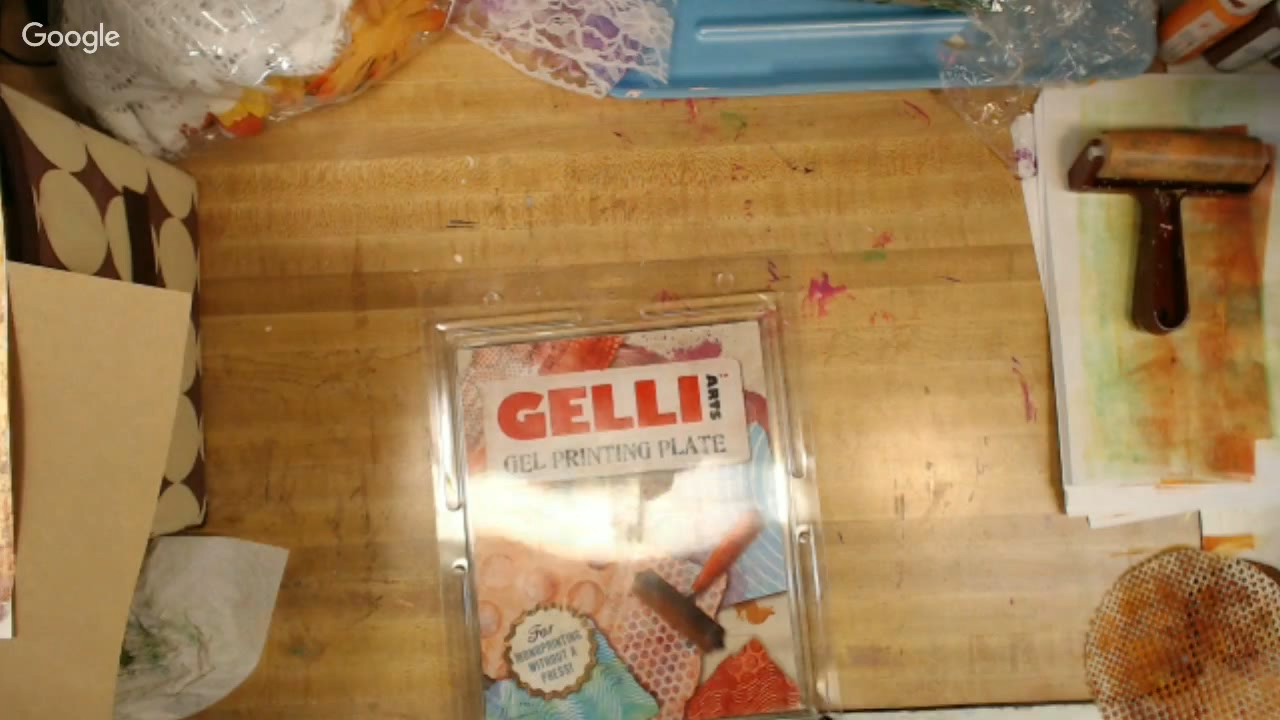 Google
GELLI ARTS
GEL PRINTING PLATE
For
MONOPRINTING
WITHOUT A
PRESS!